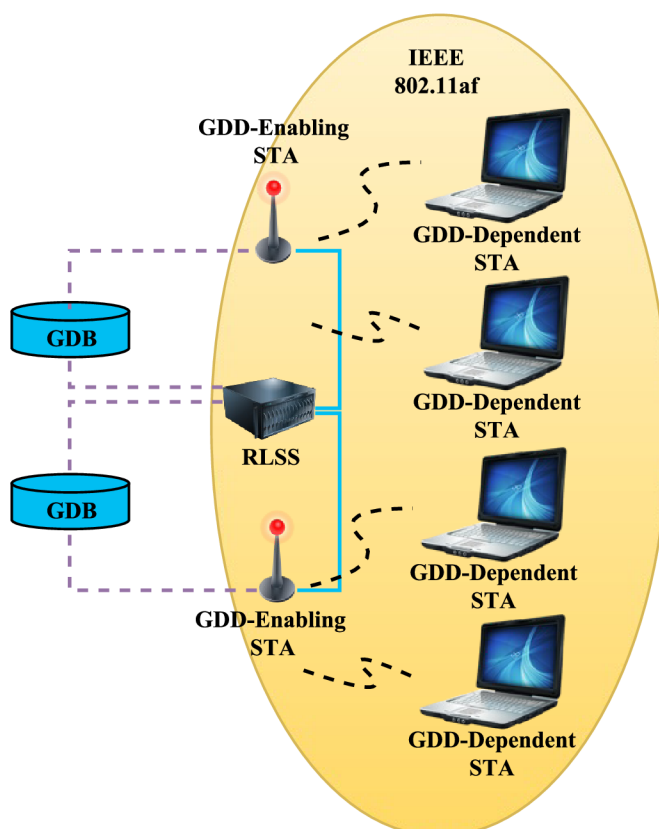 IEEE
802.11af
GDD-Enabling
STA
GDD-Dependent
STA
GDB
GDD-Dependent
STA
RLSS
GDB
GDD-Dependent
STA
GDD-Enabling
STA
GDD-Dependent
STA